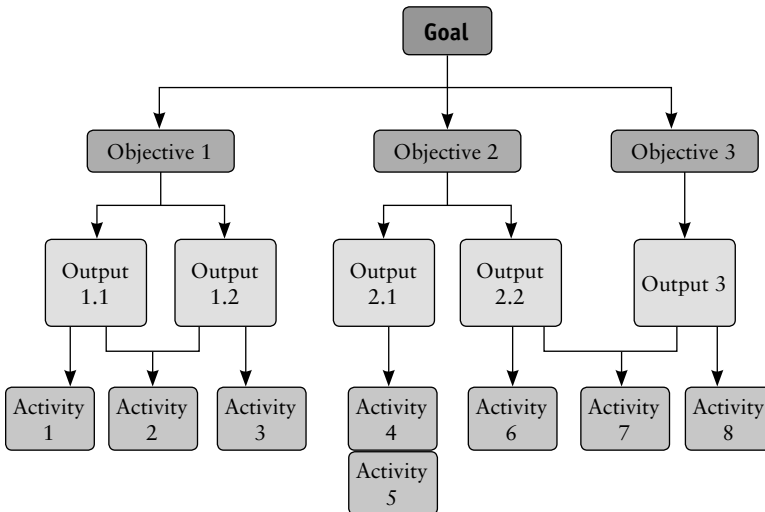 Goal
Objective 1
Objective 2
Objective 3
Output
1.1
Output
1.2
Output
2.1
Output
2.2
Output 3
Activity
1
Activity
2
Activity
3
Activity
4
Activity
6
Activity
7
Activity
8
Activity
5